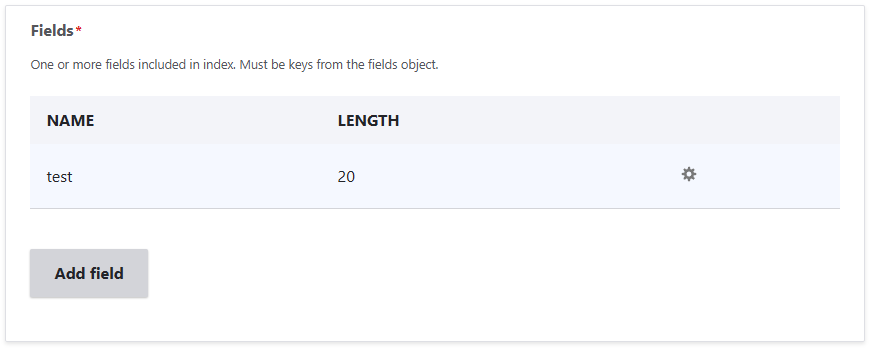 Fields*
One or more fields included in index. Must be keys from the fields object.
NAME LENGTH
test 20
Add field